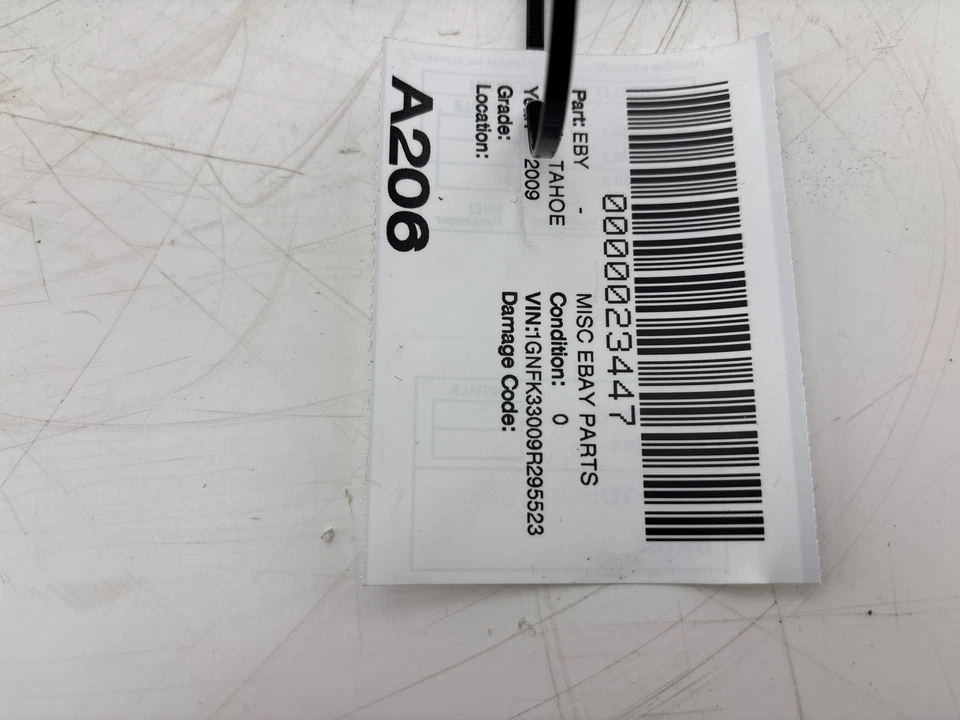 0000023447
Part: EBY - MISC EBAY PARTS
TAHOE Condition: 0
2009 VIN:1GNFK33009R295523
Grade: Damage Code:
Location:
A206